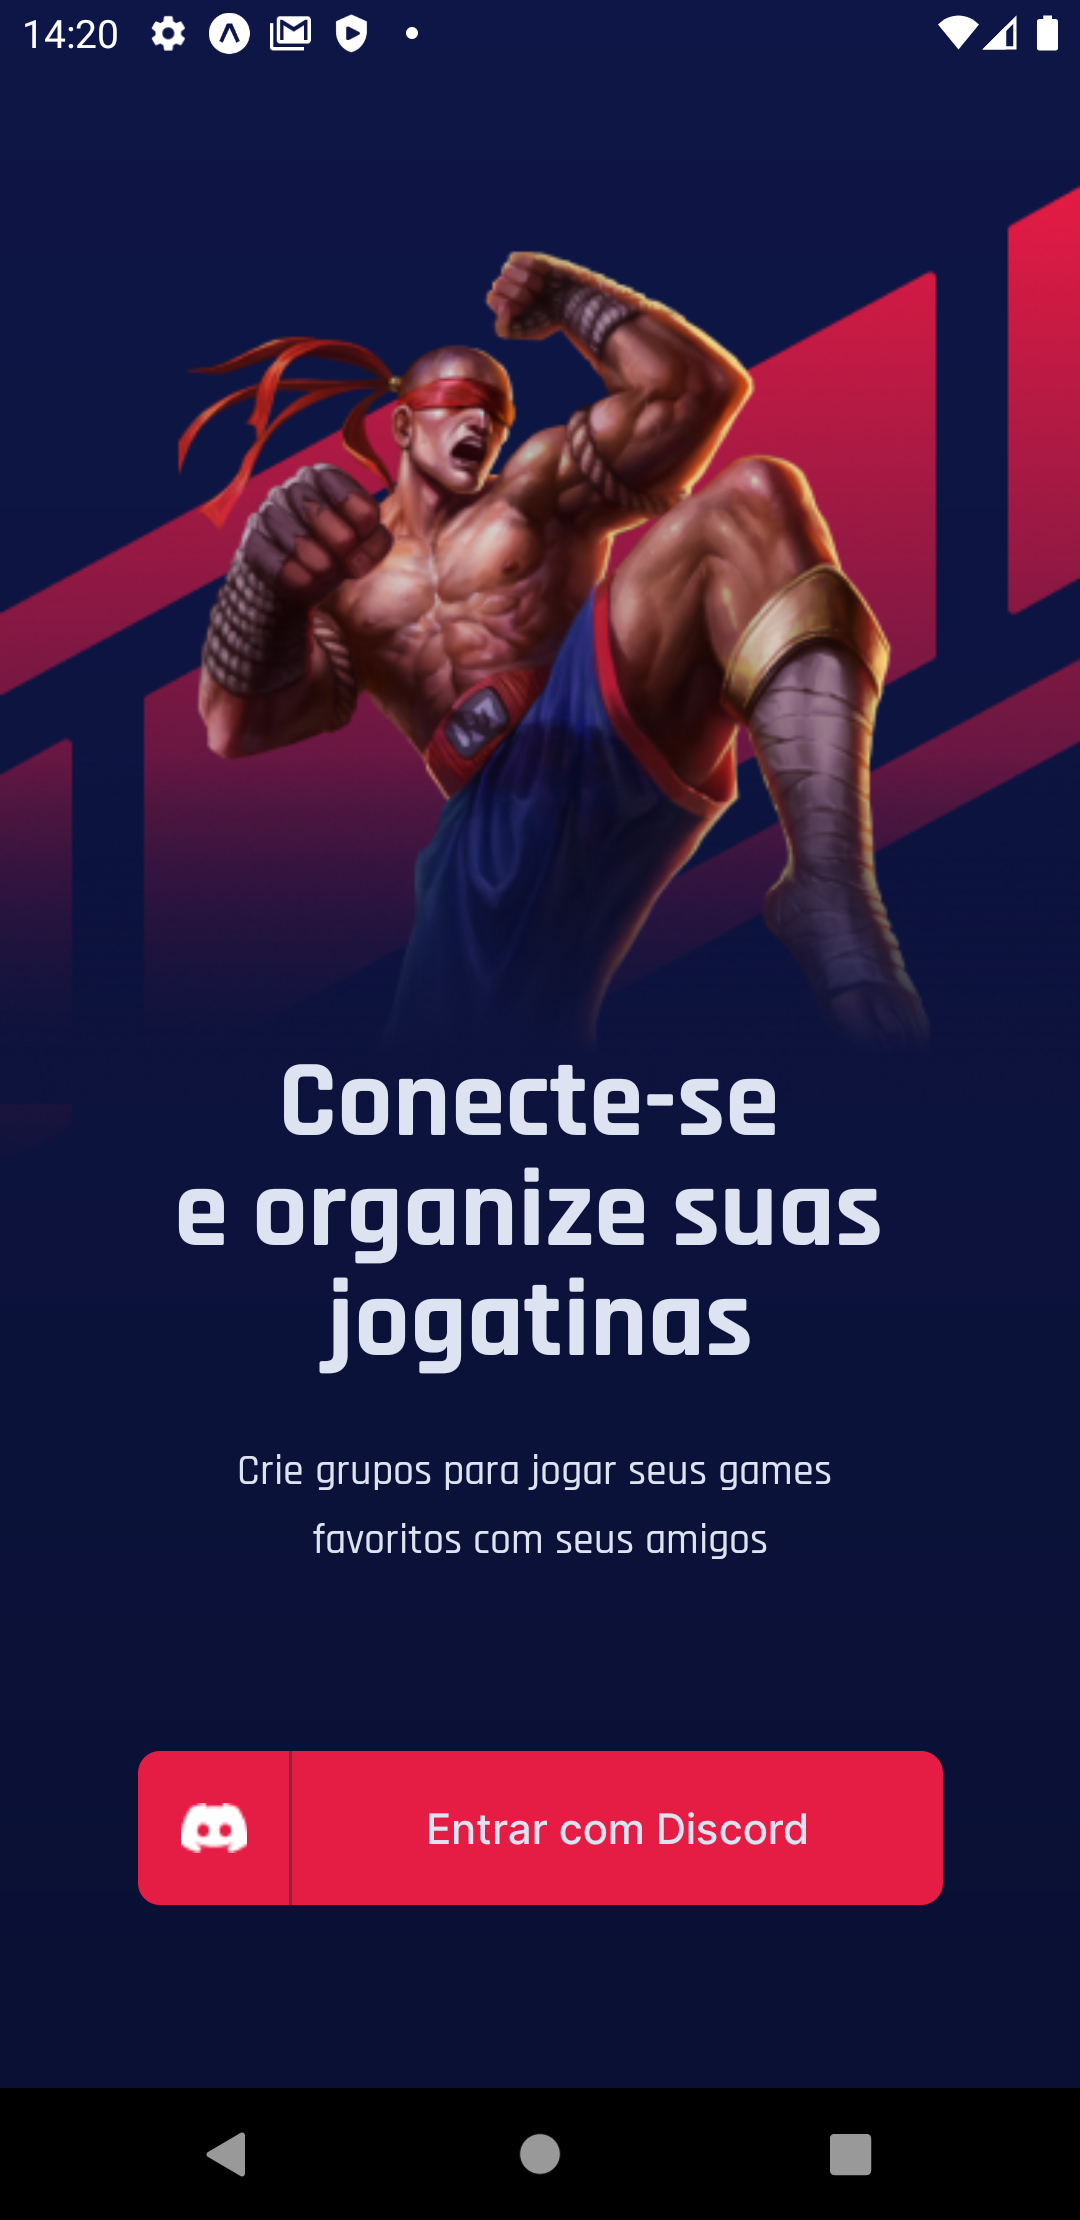 14:20
Conecte-se
e organize suas
jogatinas
Crie grupos para jogar seus games
favoritos com seus amigos
Entrar com Discord